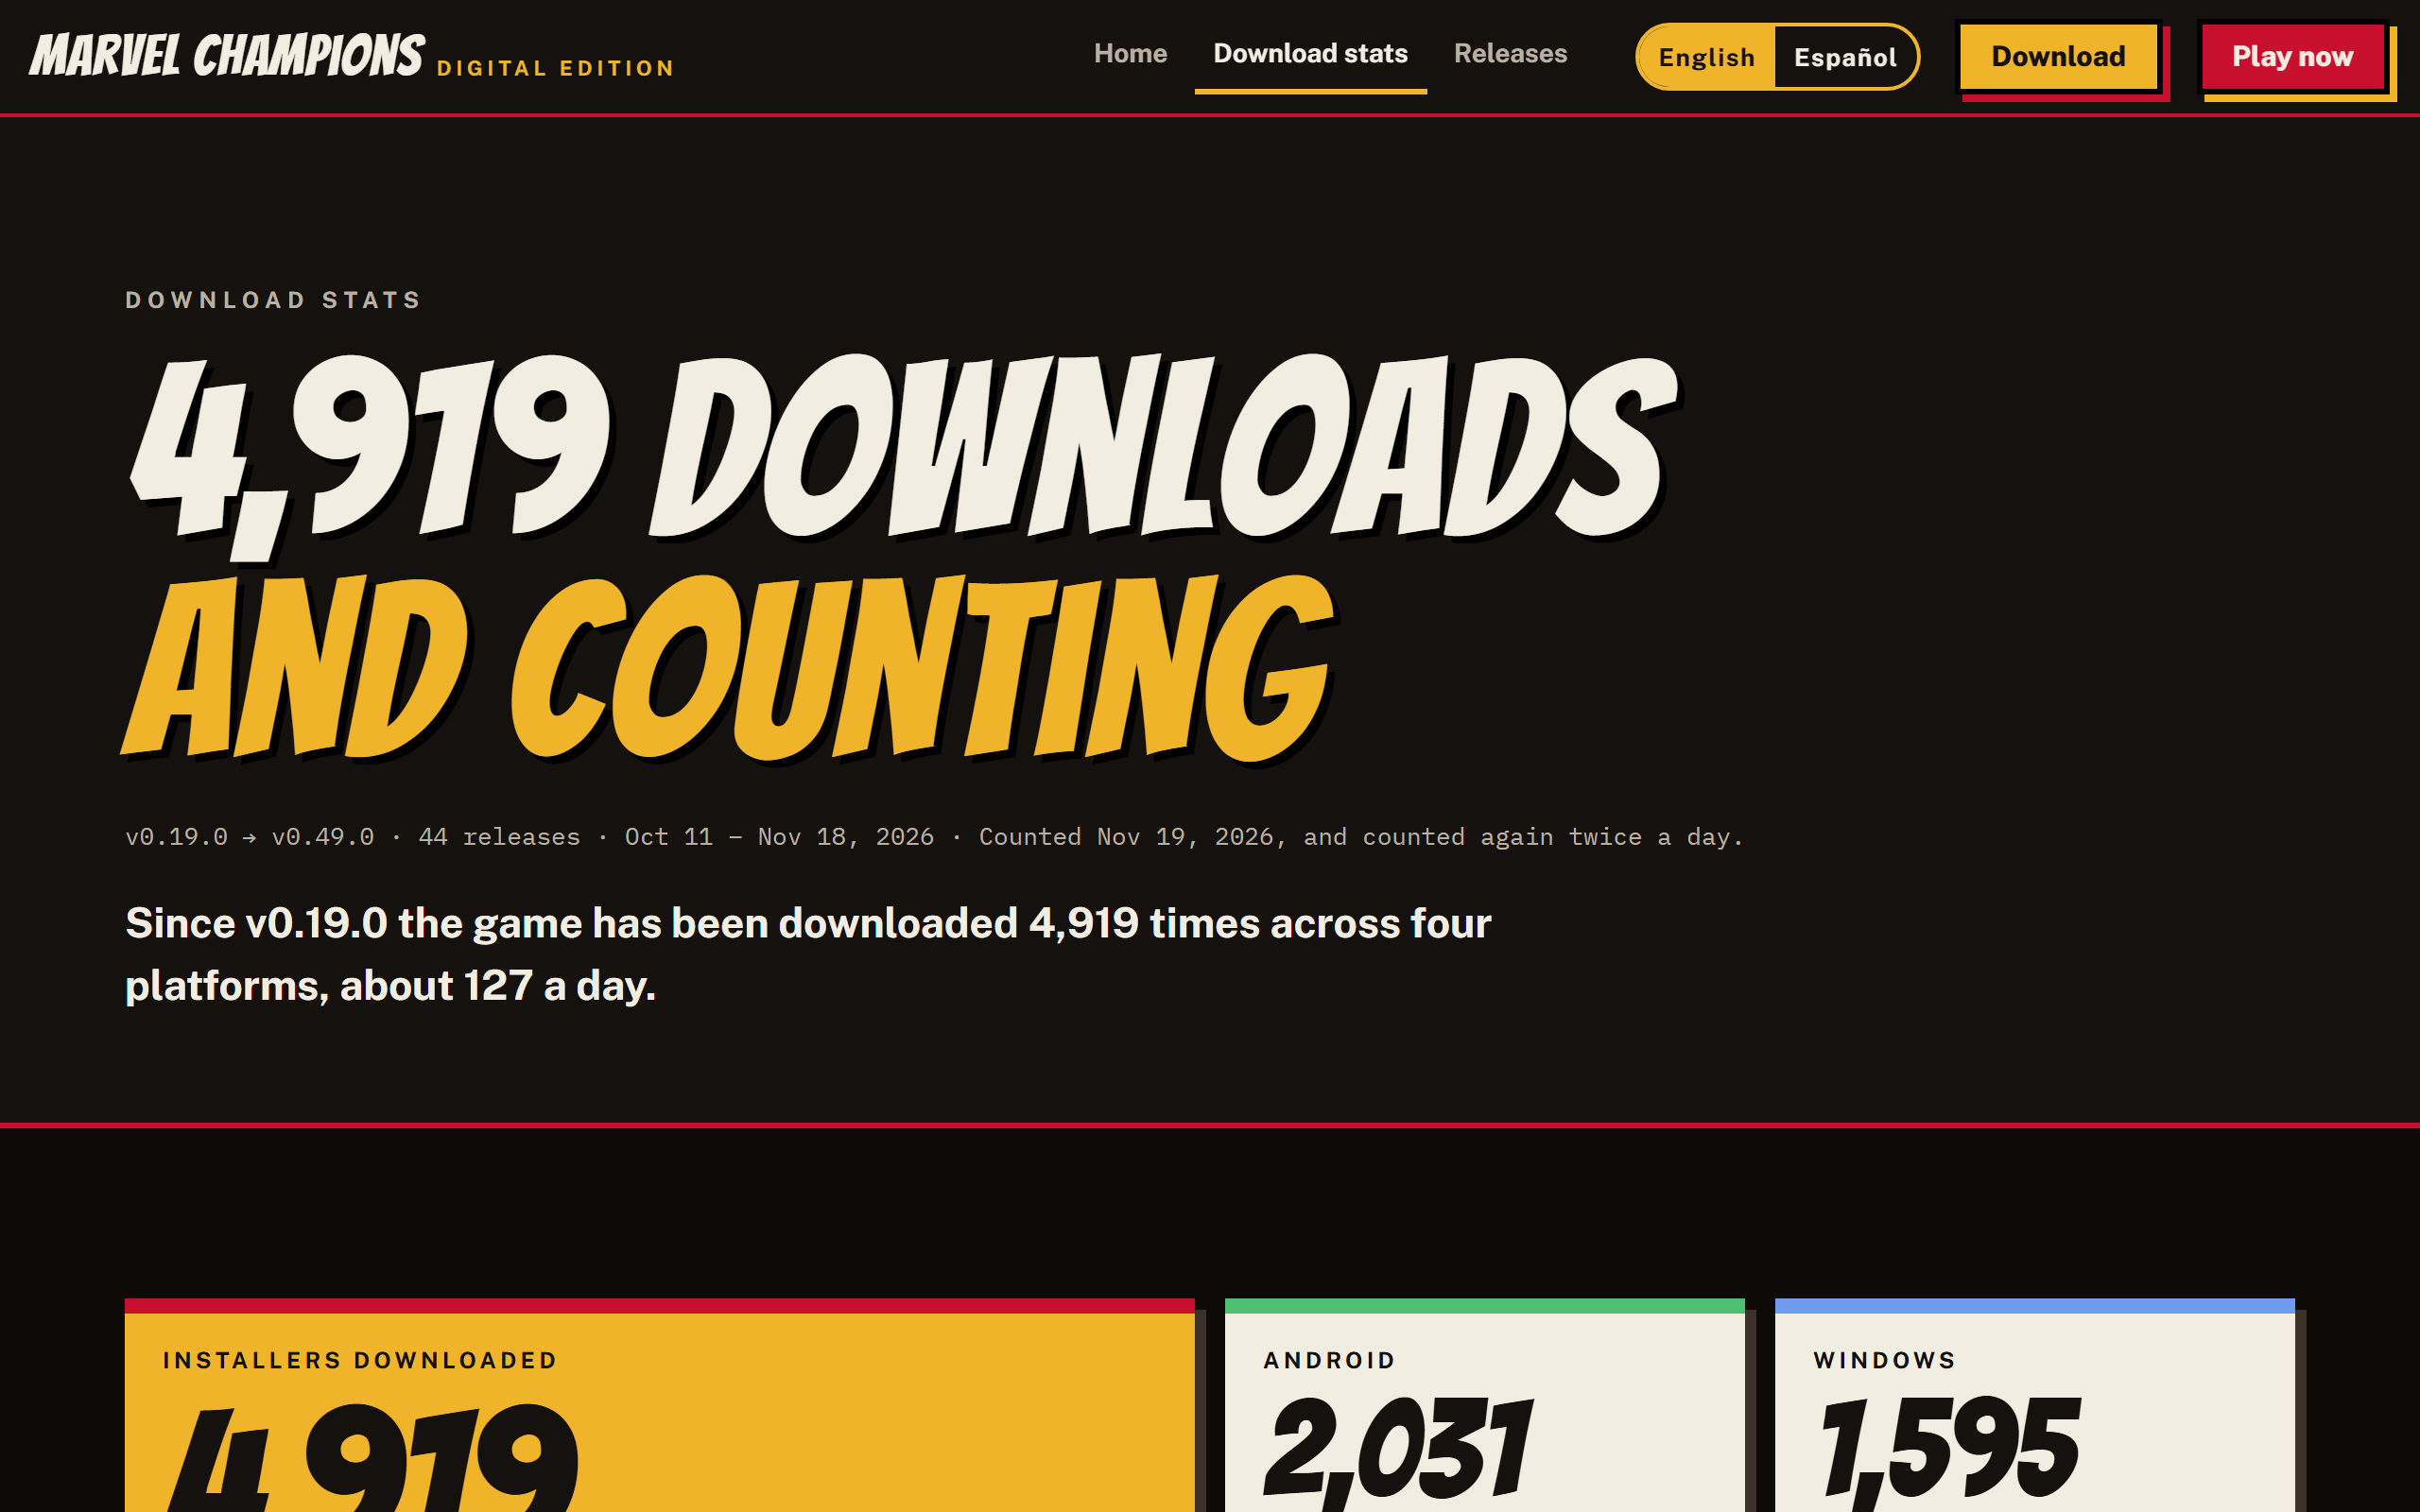 MARVEL CHAMPIONS DIGITAL EDITION
Home Download stats Releases English Español Download Play now
DOWNLOAD STATS
4,919 DOWNLOADS
AND COUNTING
v0.19.0 → v0.49.0 · 44 releases · Oct 11 – Nov 18, 2026 · Counted Nov 19, 2026, and counted again twice a day.
Since v0.19.0 the game has been downloaded 4,919 times across four
platforms, about 127 a day.
INSTALLERS DOWNLOADED
4,919
ANDROID
2,031
WINDOWS
1,595